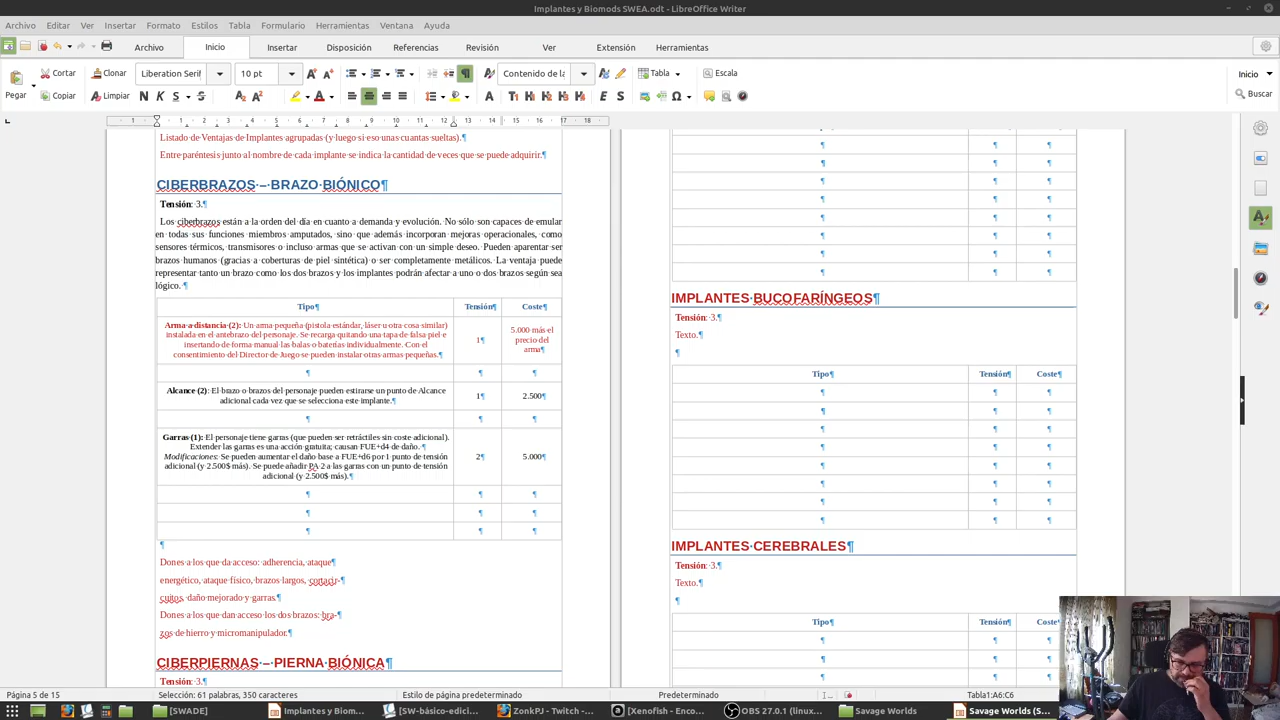 Implantes y Biomods SWEA.odt - LibreOffice Writer
Archivo Editar Ver Insertar Formato Estilos Tabla Formulario Herramientas Ventana Ayuda
Archivo Inicio Insertar Disposición Referencias Revisión Ver Extensión Herramientas
Pegar Cortar Clonar Liberation Serif 10 pt Contenido de la Tabla Escala Inicio
Copiar Limpiar Buscar
Listado de Ventajas de Implantes agrupadas (y luego si eso unas cuantas sueltas).¶
Entre paréntesis junto al nombre de cada implante se indica la cantidad de veces que se puede adquirir.¶
CIBERBRAZOS – BRAZO BIÓNICO¶
Tensión: 3.¶
Los ciberbrazos están a la orden del día en cuanto a demanda y evolución. No sólo son capaces de emular
en todas sus funciones miembros amputados, sino que además incorporan mejoras operacionales, como
sensores térmicos, transmisores o incluso armas que se activan con un simple deseo. Pueden aparentar ser
brazos humanos (gracias a coberturas de piel sintética) o ser completamente metálicos. La ventaja puede
representar tanto un brazo como los dos brazos y los implantes podrán afectar a uno o dos brazos según sea
lógico. ¶
Tipo¶ Tensión¶ Coste¶
Arma a distancia (2): Un arma pequeña (pistola estándar, láser u otra cosa similar)
instalada en el antebrazo del personaje. Se recarga quitando una tapa de falsa piel e
insertando de forma manual las balas o baterías individualmente. Con el
consentimiento del Director de Juego se pueden instalar otras armas pequeñas.¶
1¶
5.000 más el
precio del
arma¶
Alcance (2): El brazo o brazos del personaje pueden estirarse un punto de Alcance
adicional cada vez que se selecciona este implante.¶
1¶
2.500¶
Garras (1): El personaje tiene garras (que pueden ser retráctiles sin coste adicional).
Extender las garras es una acción gratuita; causan FUE+d4 de daño. ¶
Modificaciones: Se pueden aumentar el daño base a FUE+d6 por 1 punto de tensión
adicional (y 2.500$ más). Se puede añadir PA 2 a las garras con un punto de tensión
adicional (y 2.500$ más).¶
2¶
5.000¶
Dones a los que da acceso: adherencia, ataque¶
energético, ataque físico, brazos largos, cortacir-¶
cuitos, daño mejorado y garras.¶
Dones a los que dan acceso los dos brazos: bra-¶
zos de hierro y micromanipulador.¶
CIBERPIERNAS – PIERNA BIÓNICA¶
Tensión: 3.¶
IMPLANTES BUCOFARÍNGEOS¶
Tensión: 3.¶
Texto.¶
Tipo¶ Tensión¶ Coste¶
IMPLANTES CEREBRALES¶
Tensión: 3.¶
Texto.¶
Tipo¶ Tensión¶ Coste¶
Página 5 de 15 Selección: 61 palabras, 350 caracteres Estilo de página predeterminado Predeterminado Tabla1:A6:C6
[SWADE] Implantes y Biom... [SW-básico-edici... ZonkPJ - Twitch -... [Xenofish - Enco... OBS 27.0.1 (linux... Savage Worlds Savage Worlds (S...